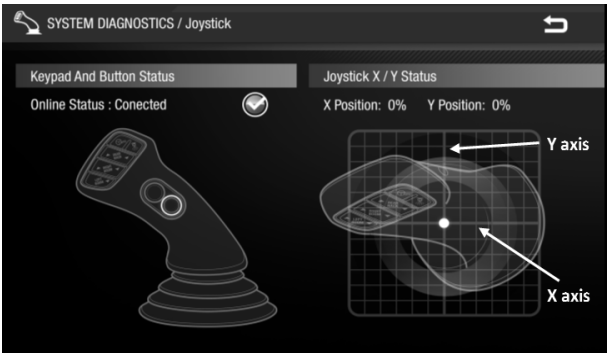 SYSTEM DIAGNOSTICS / Joystick
Keypad And Button Status
Joystick X / Y Status
Online Status : Conected
X Position: 0% Y Position: 0%
Y axis
X axis